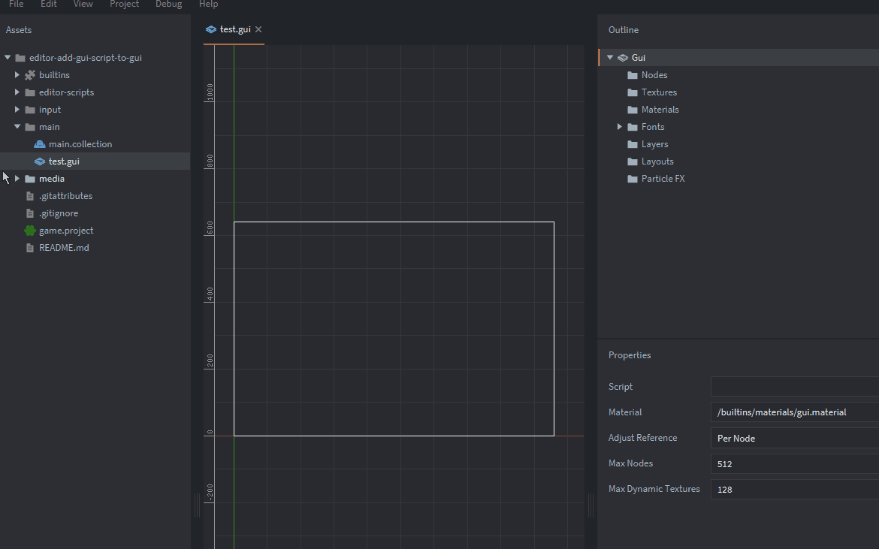 File Edit View Project Debug Help
Assets
editor-add-gui-script-to-gui
builtins
editor-scripts
input
main
main.collection
test.gui
media
.gitattributes
.gitignore
game.project
README.md
test.gui
1000
800
600
400
200
0
-200
Outline
Gui
Nodes
Textures
Materials
Fonts
Layers
Layouts
Particle FX
Properties
Script
Material /builtins/materials/gui.material
Adjust Reference Per Node
Max Nodes 512
Max Dynamic Textures 128